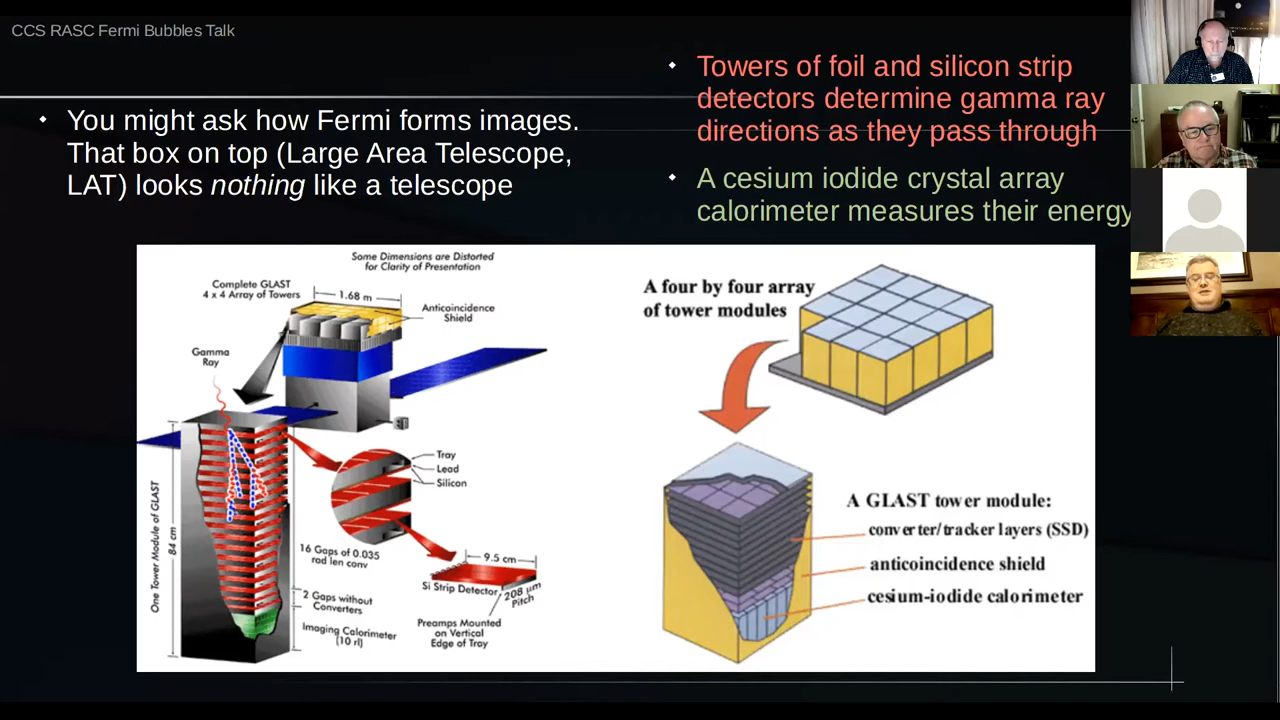 CCS RASC Fermi Bubbles Talk
You might ask how Fermi forms images.
That box on top (Large Area Telescope,
LAT) looks nothing like a telescope
Towers of foil and silicon strip
detectors determine gamma ray
directions as they pass through
A cesium iodide crystal array
calorimeter measures their energy
Some Dimensions are Distorted
for Clarity of Presentation
Complete GLAST
4 x 4 Array of Towers
1.68 m
Anticoincidence
Shield
Gamma
Ray
Tray
Lead
Silicon
One Tower Module of GLAST
84 cm
16 Gaps of 0.035
rad len conv
9.5 cm
Si Strip Detector
208 µm
Pitch
2 Gaps without
Converters
Imaging Calorimeter
(10 rl)
Preamps Mounted
on Vertical
Edge of Tray
A four by four array
of tower modules
A GLAST tower module:
converter/tracker layers (SSD)
anticoincidence shield
cesium-iodide calorimeter